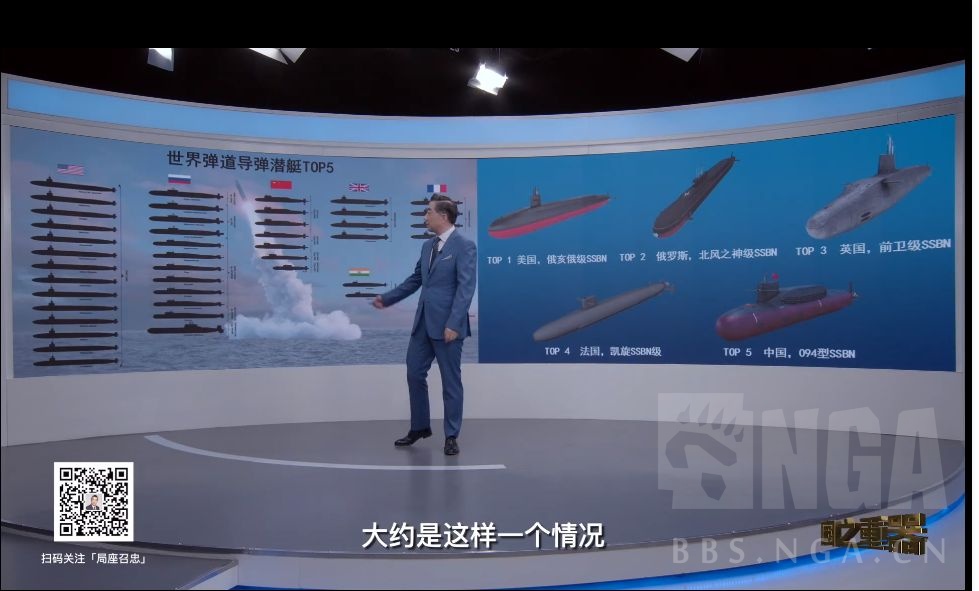 世界弹道导弹潜艇TOP5
TOP 1 美国，俄亥俄级SSBN
TOP 2 俄罗斯，北风之神级SSBN
TOP 3 英国，前卫级SSBN
TOP 4 法国，凯旋SSBN级
TOP 5 中国，094型SSBN
大约是这样一个情况
扫码关注「局座召忠」
NGA
国之重器
BBS.NGA.CN